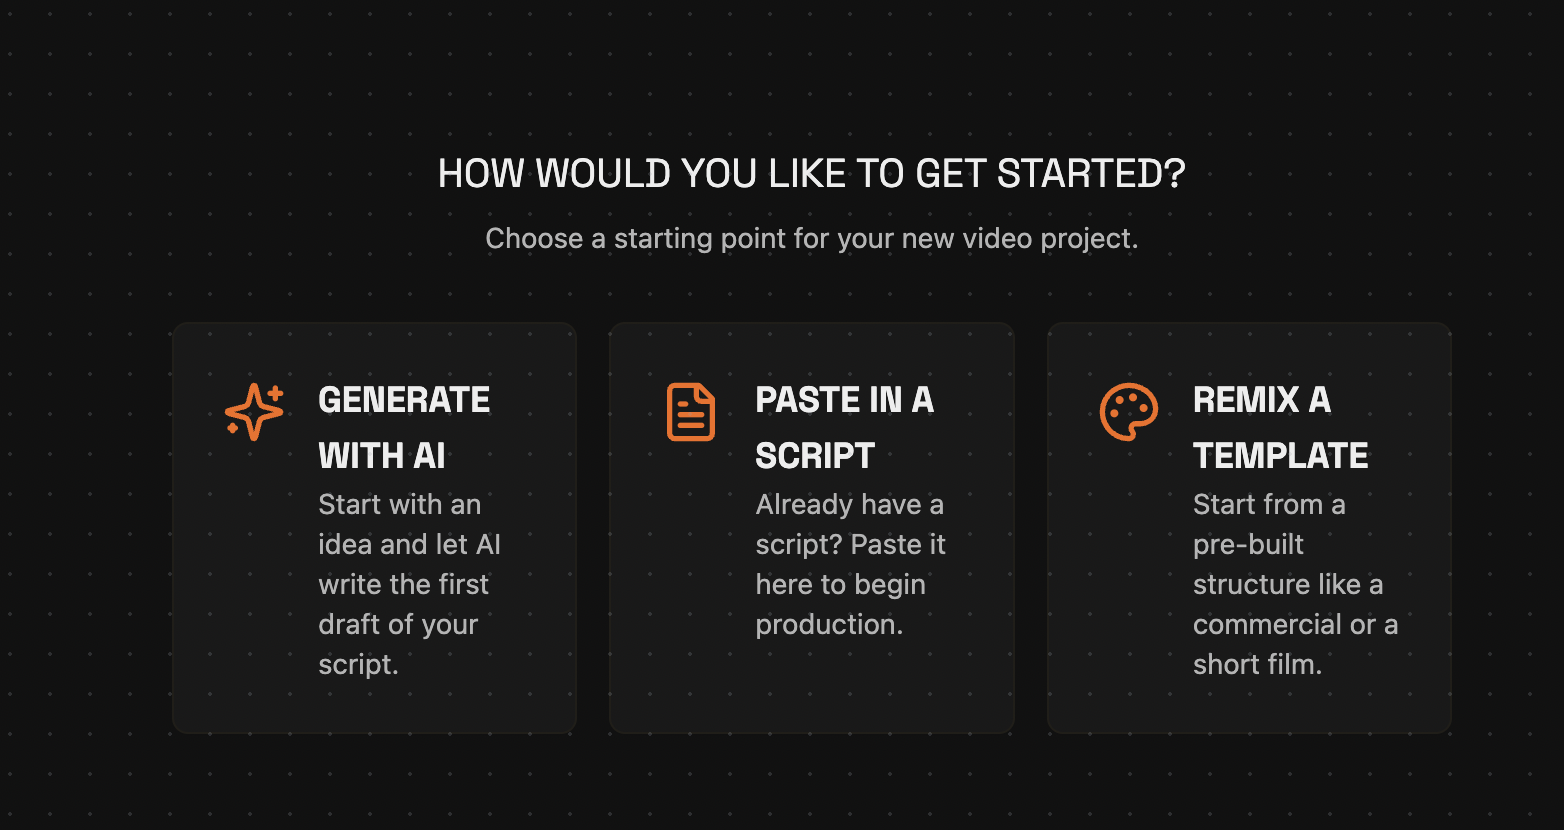 HOW WOULD YOU LIKE TO GET STARTED?
Choose a starting point for your new video project.
GENERATE
WITH AI
Start with an
idea and let AI
write the first
draft of your
script.
PASTE IN A
SCRIPT
Already have a
script? Paste it
here to begin
production.
REMIX A
TEMPLATE
Start from a
pre-built
structure like a
commercial or a
short film.